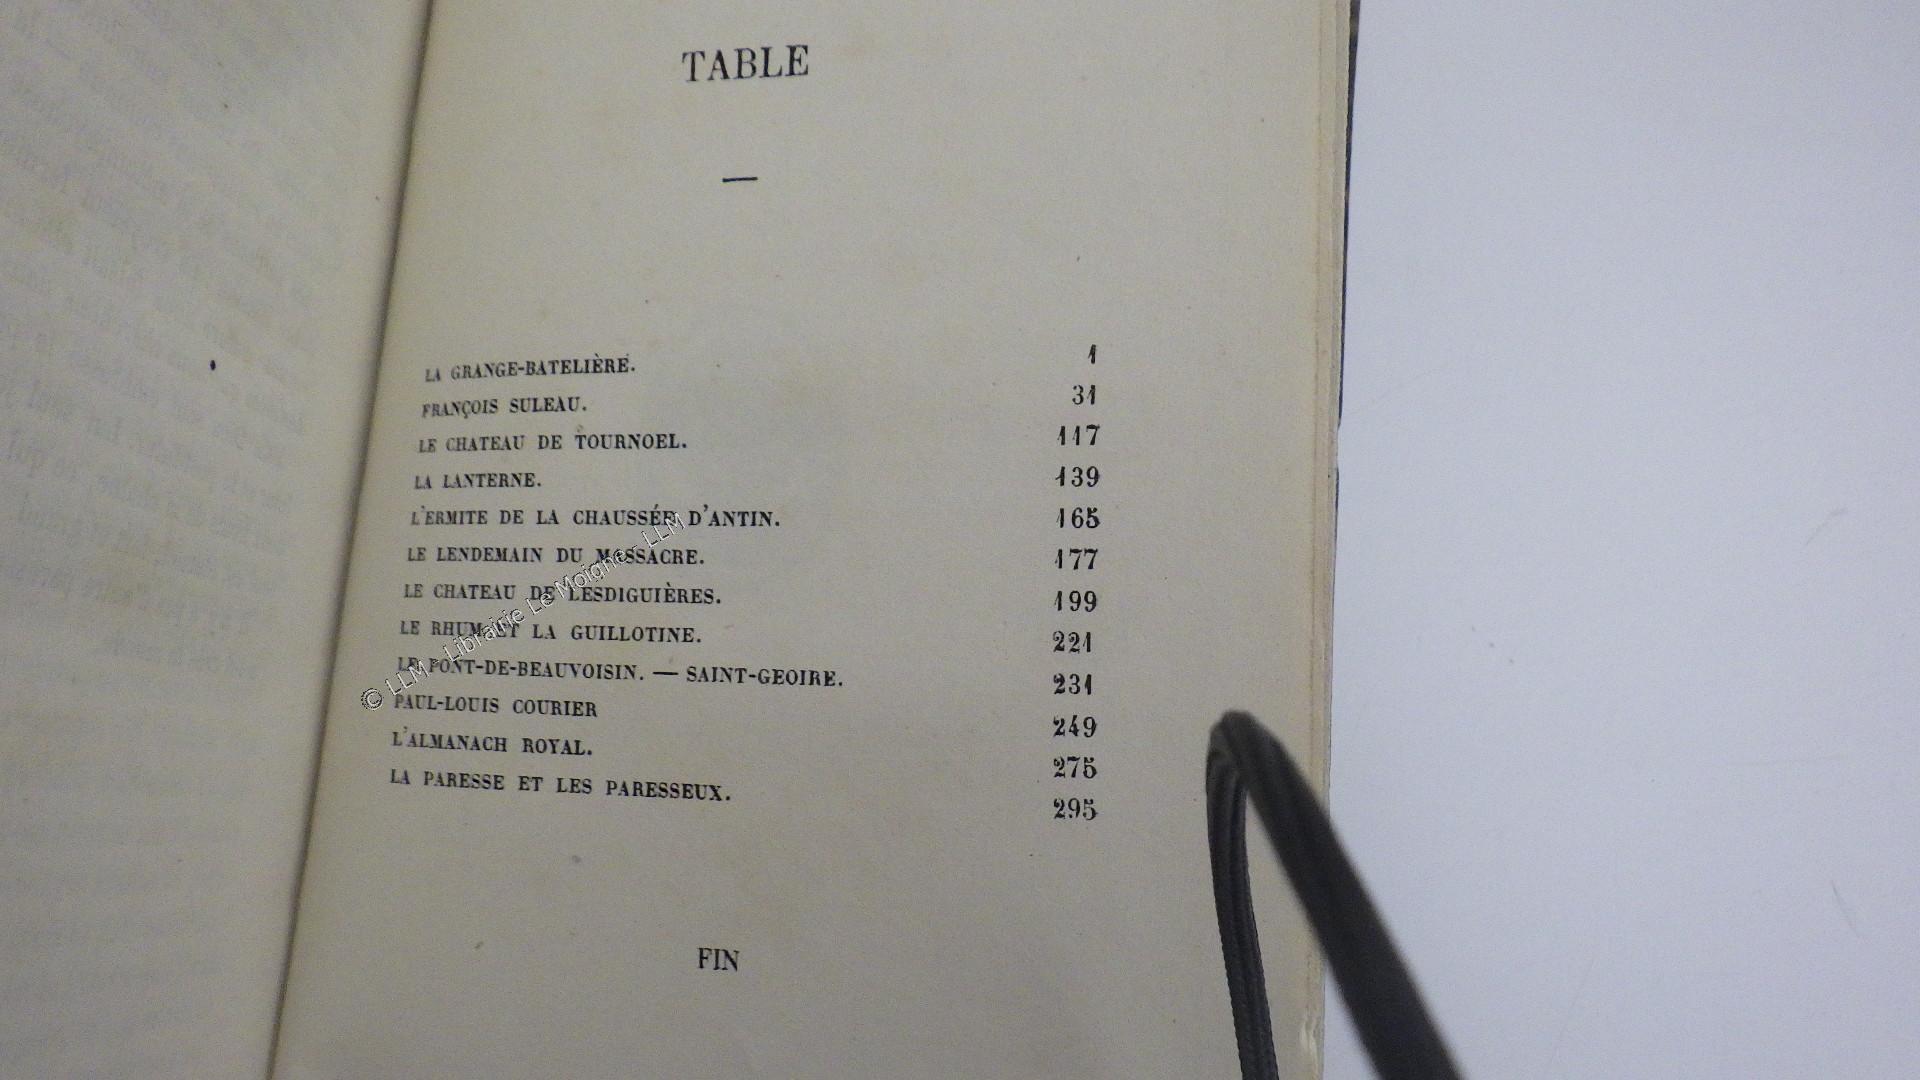 TABLE
—
LA GRANGE-BATELIÈRE. 1
FRANÇOIS SULEAU. 31
LE CHATEAU DE TOURNOEL. 117
LA LANTERNE. 139
L'ERMITE DE LA CHAUSSÉE D'ANTIN. 165
LE LENDEMAIN DU MASSACRE. 177
LE CHATEAU DE LESDIGUIÈRES. 199
LE RHUM ET LA GUILLOTINE. 221
LE PONT-DE-BEAUVOISIN. — SAINT-GEOIRE. 231
PAUL-LOUIS COURIER 249
L'ALMANACH ROYAL. 275
LA PARESSE ET LES PARESSEUX. 295
FIN
© LLM - Librairie Le Moigne - LLM